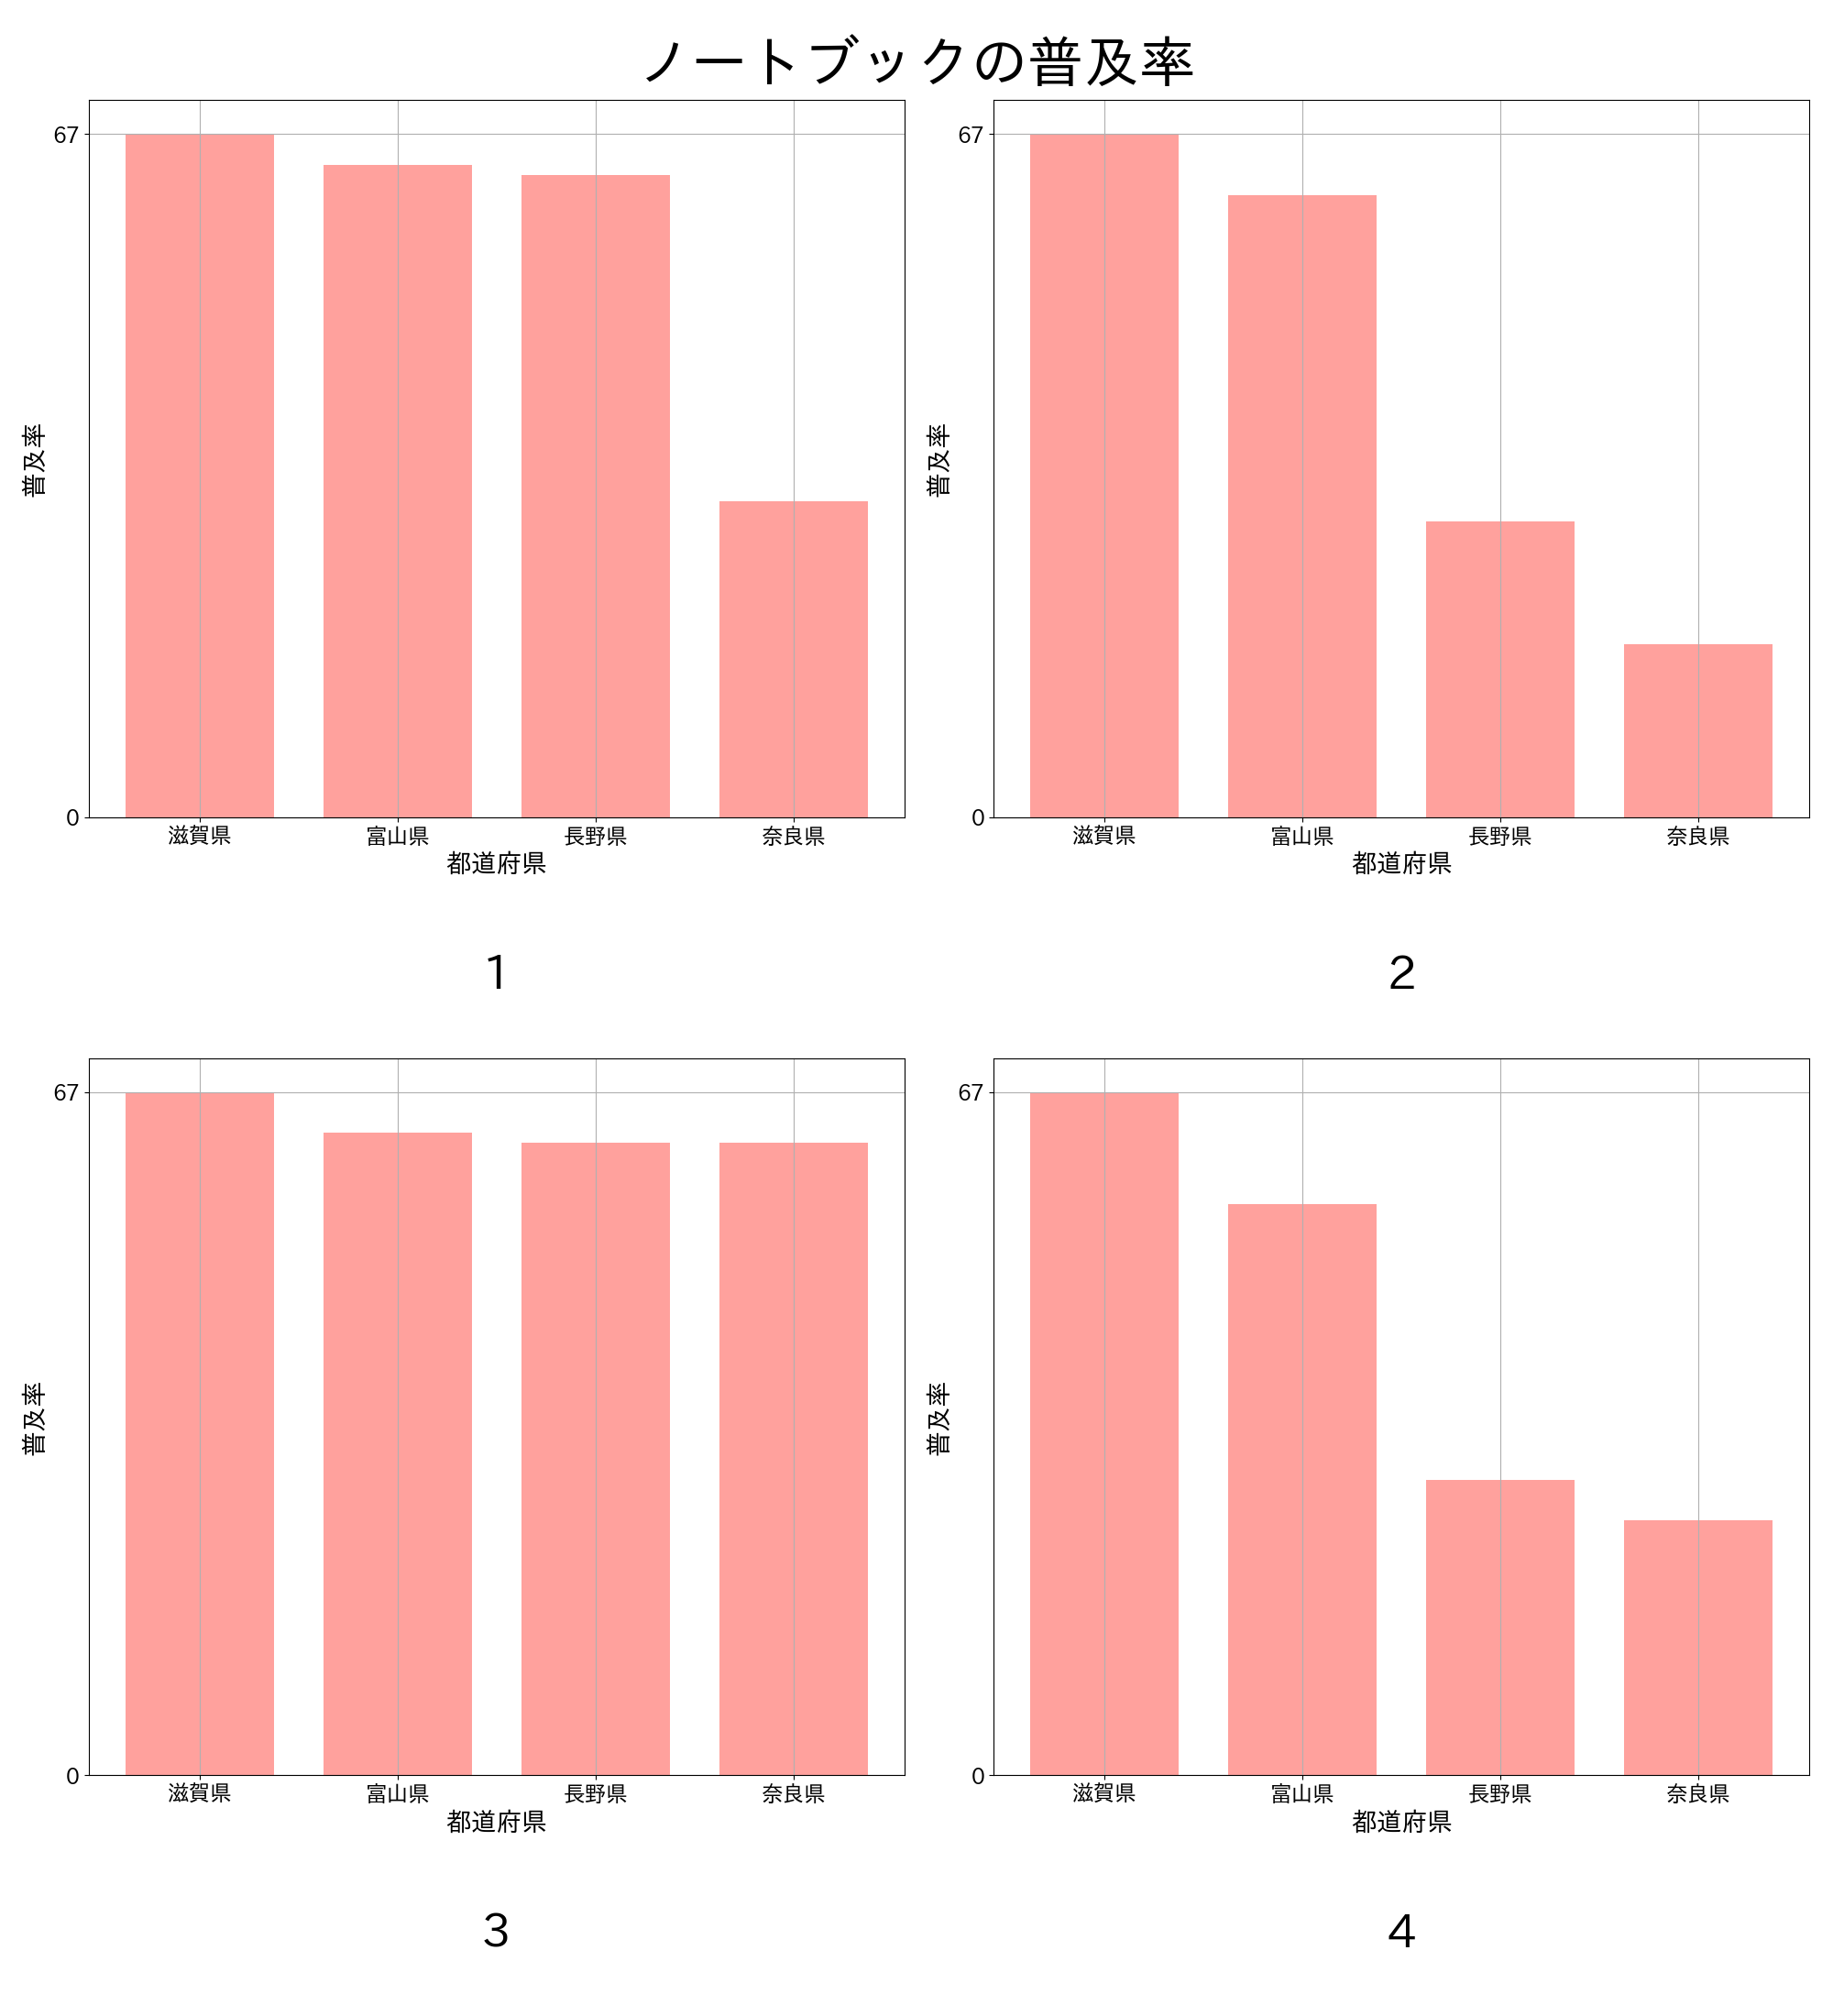 ノートブックの普及率
67
0
普及率
滋賀県 富山県 長野県 奈良県
都道府県
1
67
0
普及率
滋賀県 富山県 長野県 奈良県
都道府県
2
67
0
普及率
滋賀県 富山県 長野県 奈良県
都道府県
3
67
0
普及率
滋賀県 富山県 長野県 奈良県
都道府県
4